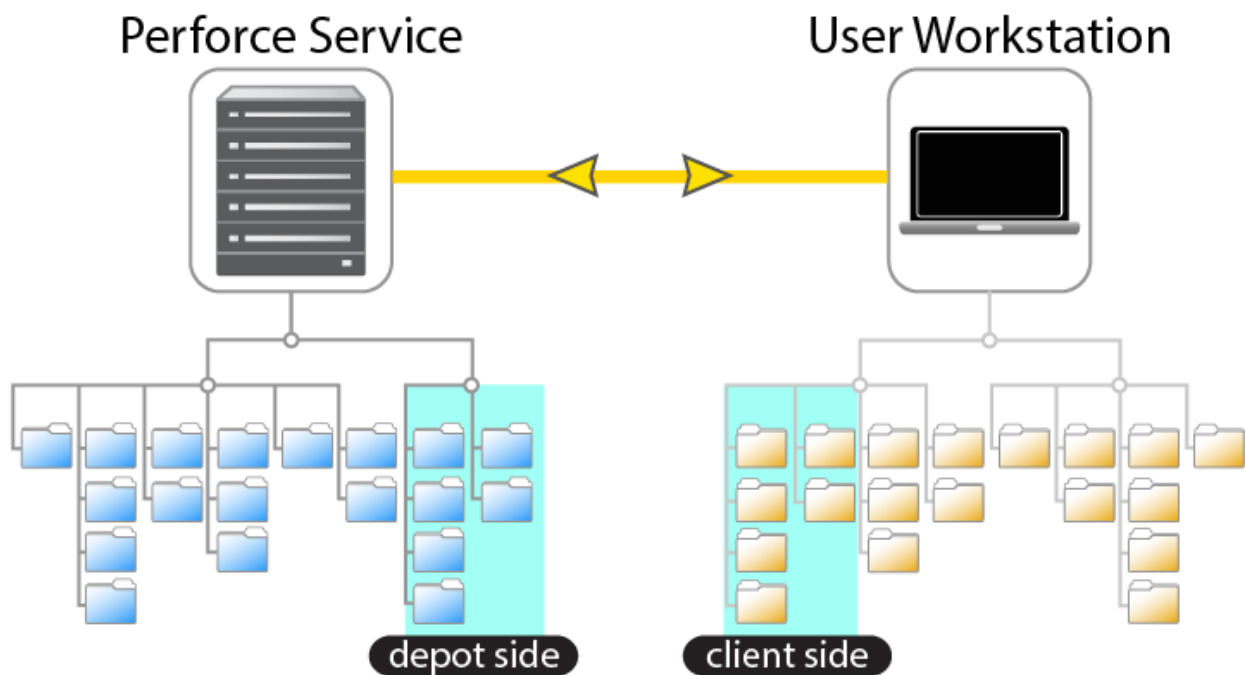 Perforce Service
User Workstation
depot side
client side